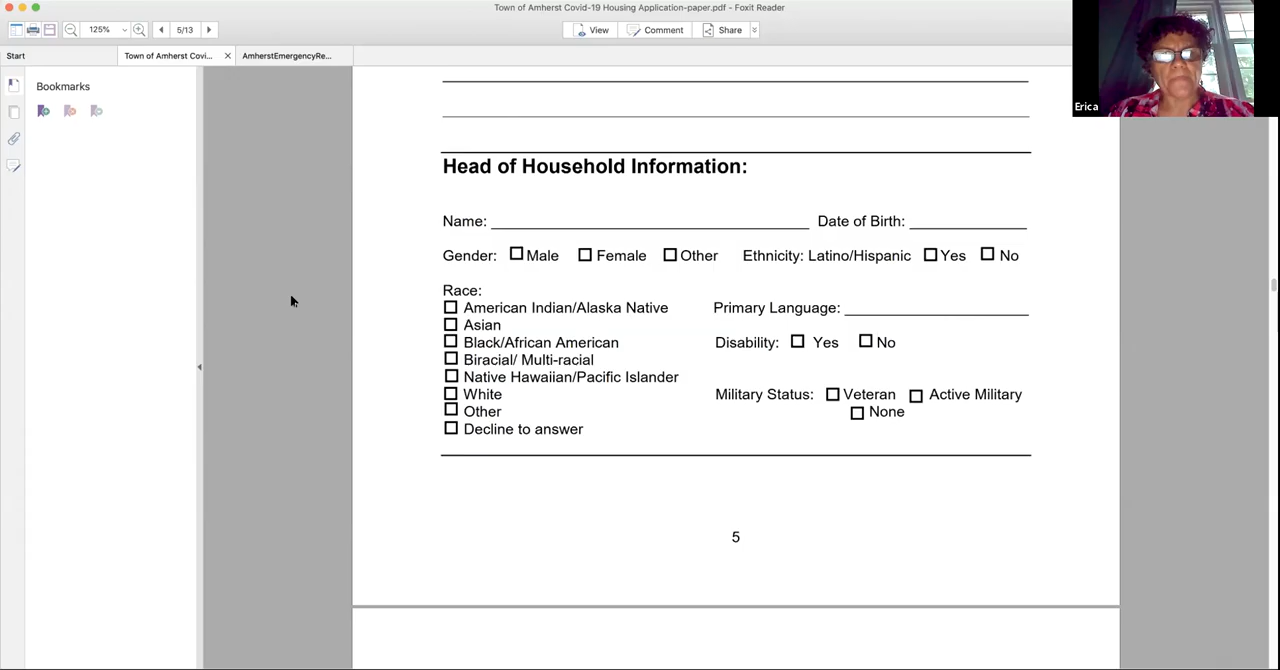 Town of Amherst Covid-19 Housing Application-paper.pdf - Foxit Reader
125%
5/13
View
Comment
Share
Start
Town of Amherst Covi...
AmherstEmergencyRe...
Bookmarks
Erica
Head of Household Information:
Name: ______ Date of Birth: ______
Gender: Male Female Other Ethnicity: Latino/Hispanic Yes No
Race:
American Indian/Alaska Native Primary Language: ______
Asian
Black/African American Disability: Yes No
Biracial/ Multi-racial
Native Hawaiian/Pacific Islander
White Military Status: Veteran Active Military
Other None
Decline to answer
5